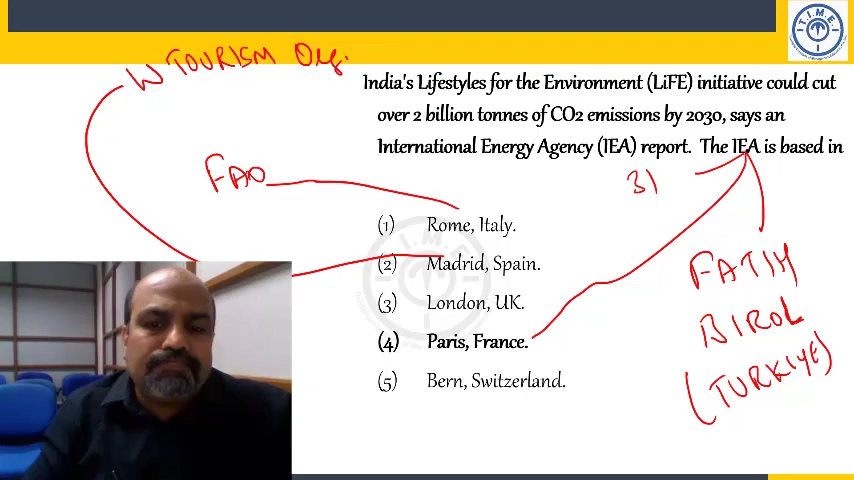 T.I.M.E.
W TOURISM Org.
India's Lifestyles for the Environment (LiFE) initiative could cut
over 2 billion tonnes of CO2 emissions by 2030, says an
International Energy Agency (IEA) report. The IEA is based in
FAO
31
(1) Rome, Italy.
(2) Madrid, Spain.
(3) London, UK.
(4) Paris, France.
(5) Bern, Switzerland.
FATIH
BIROL
(TURKIYE)